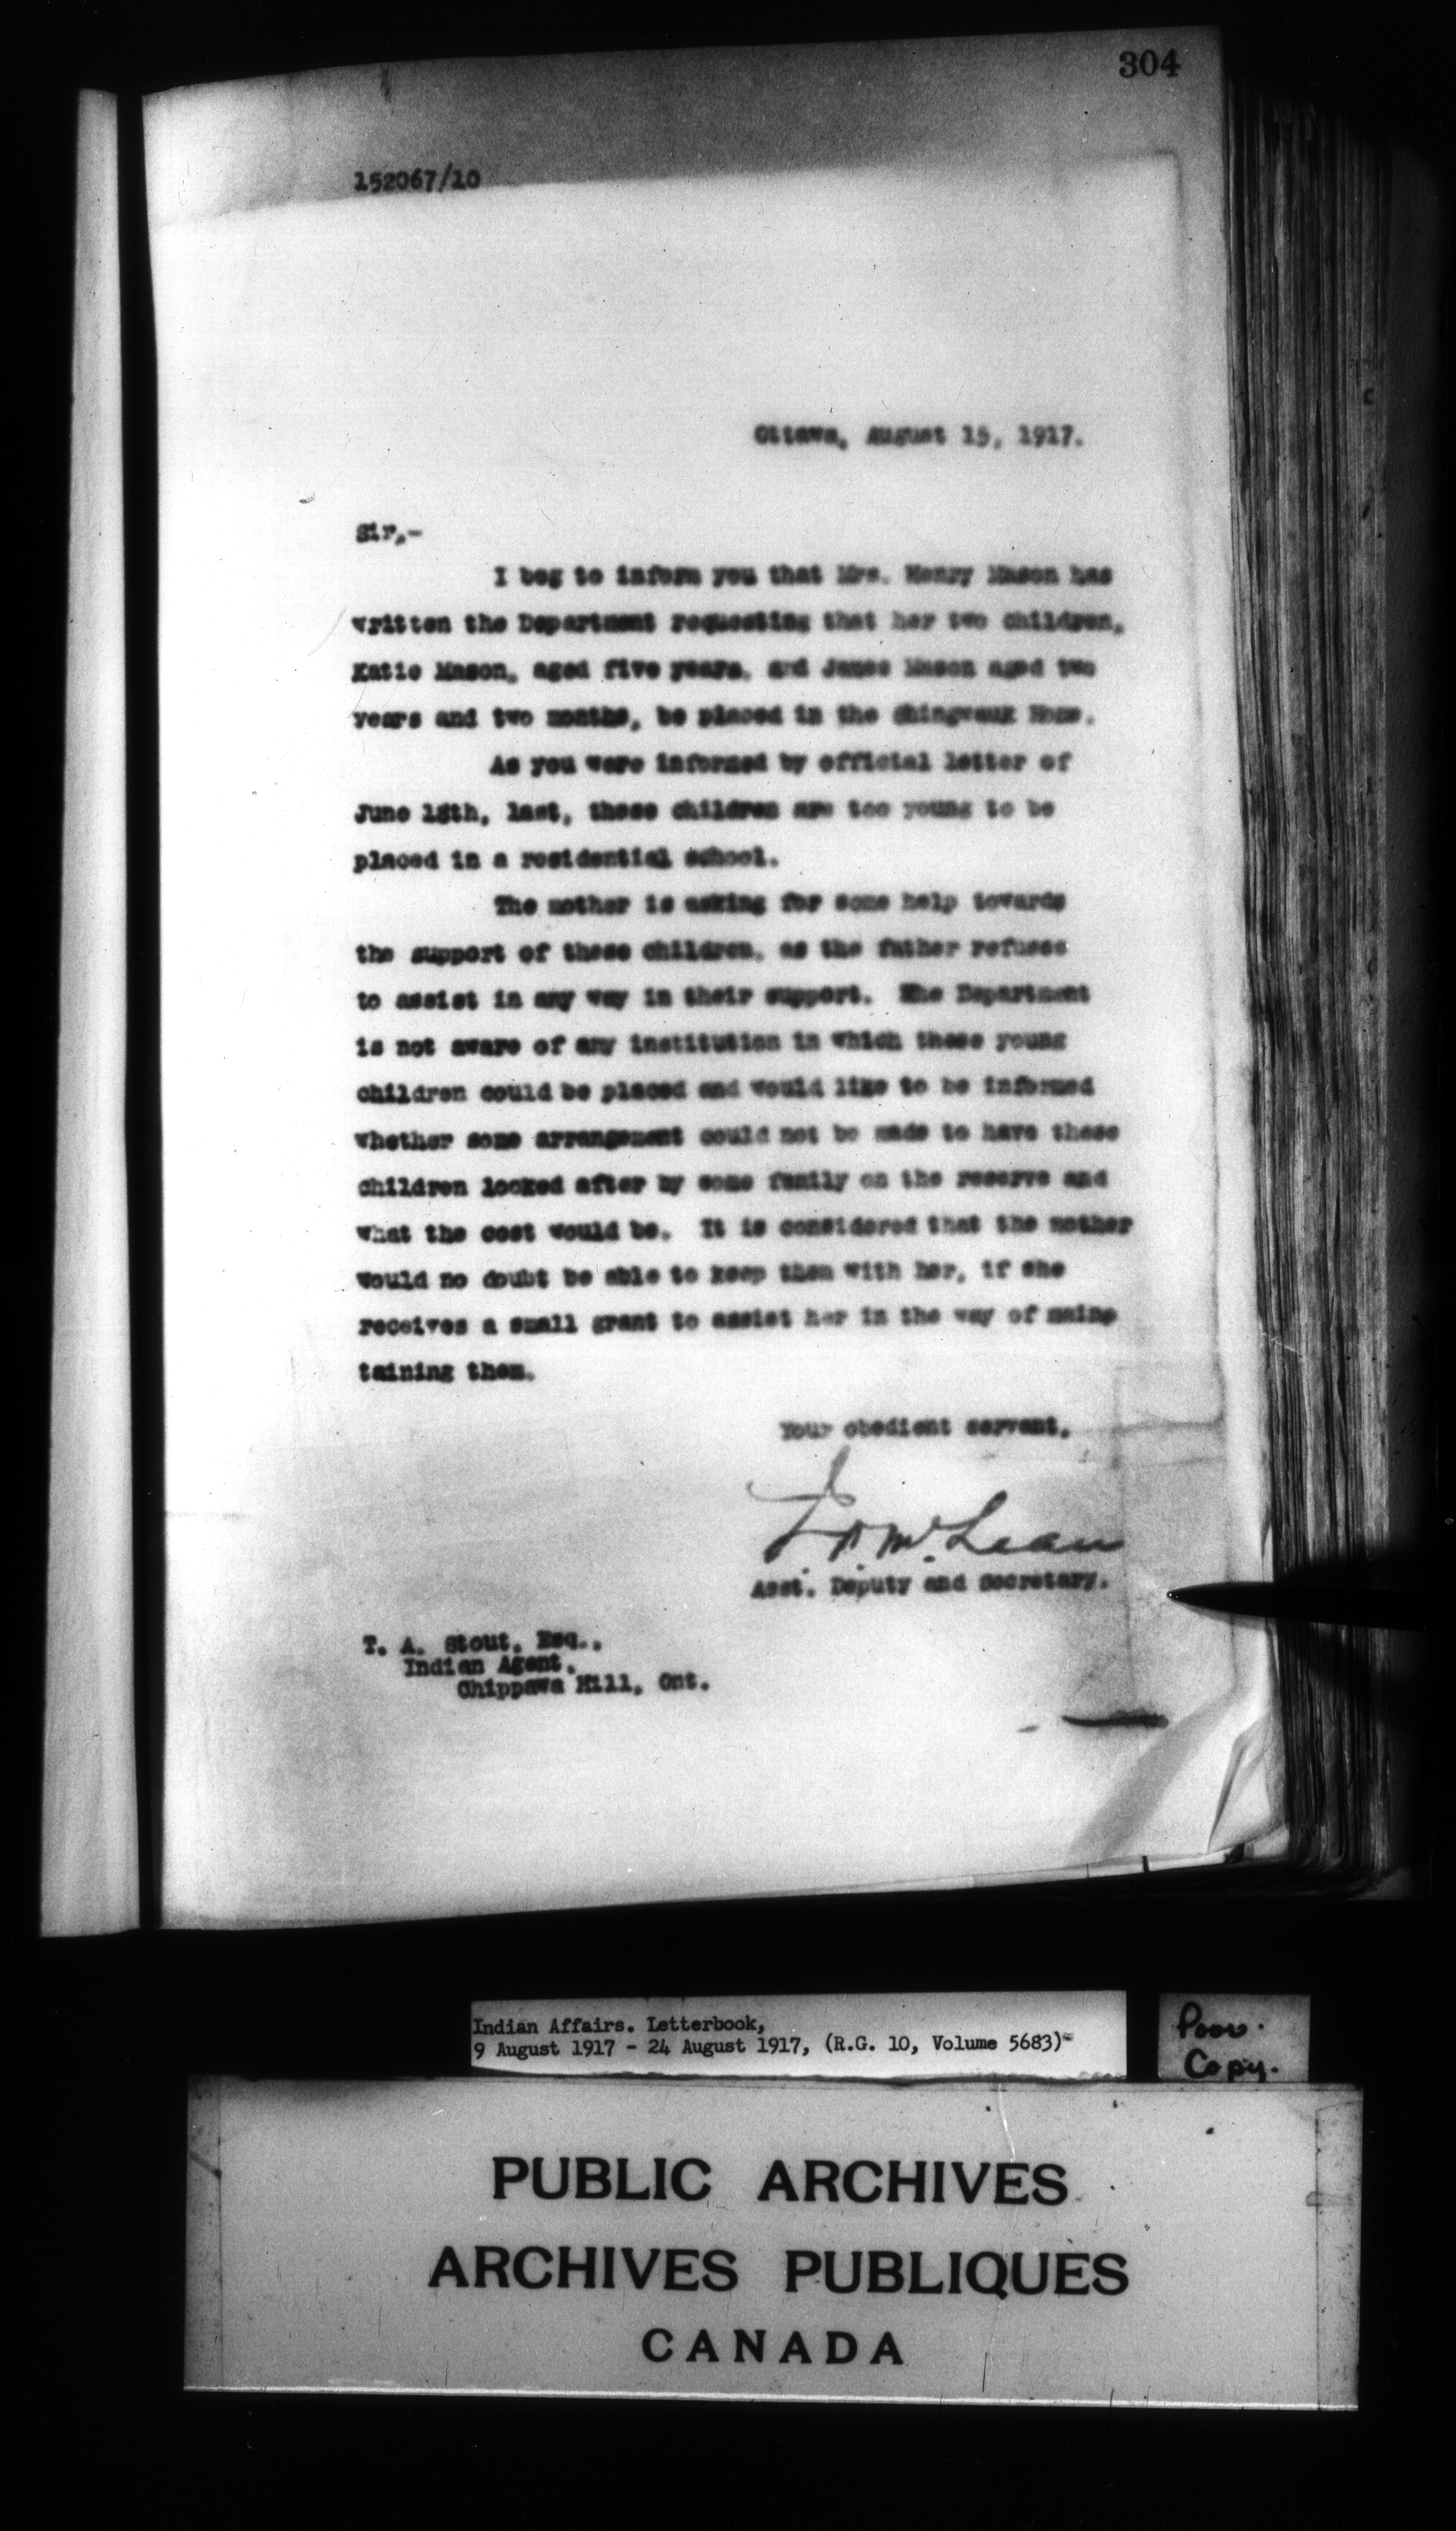 304
152067/10
Ottawa, August 15, 1917.
Sir,-
I beg to inform you that Mrs. Henry Mason has
written the Department requesting that her two children,
Katie Mason, aged five years, and James Mason aged two
years and two months, be placed in the Shingwauk Home.
As you were informed by official letter of
June 18th, last, these children are too young to be
placed in a residential school.
The mother is asking for some help towards
the support of these children, as the father refuses
to assist in any way in their support. The Department
is not aware of any institution in which these young
children could be placed and would like to be informed
whether some arrangement could not be made to have these
children looked after by some family on the reserve and
what the cost would be. It is considered that the mother
would no doubt be able to keep them with her, if she
receives a small grant to assist her in the way of main-
taining them.
Your obedient servant,
J. D. McLean
Asst. Deputy and Secretary.
T. A. Stout, Esq.,
Indian Agent,
Chippawa Hill, Ont.
Indian Affairs. Letterbook,
9 August 1917 - 24 August 1917, (R.G. 10, Volume 5683)
Poor.
Copy.
PUBLIC ARCHIVES
ARCHIVES PUBLIQUES
CANADA